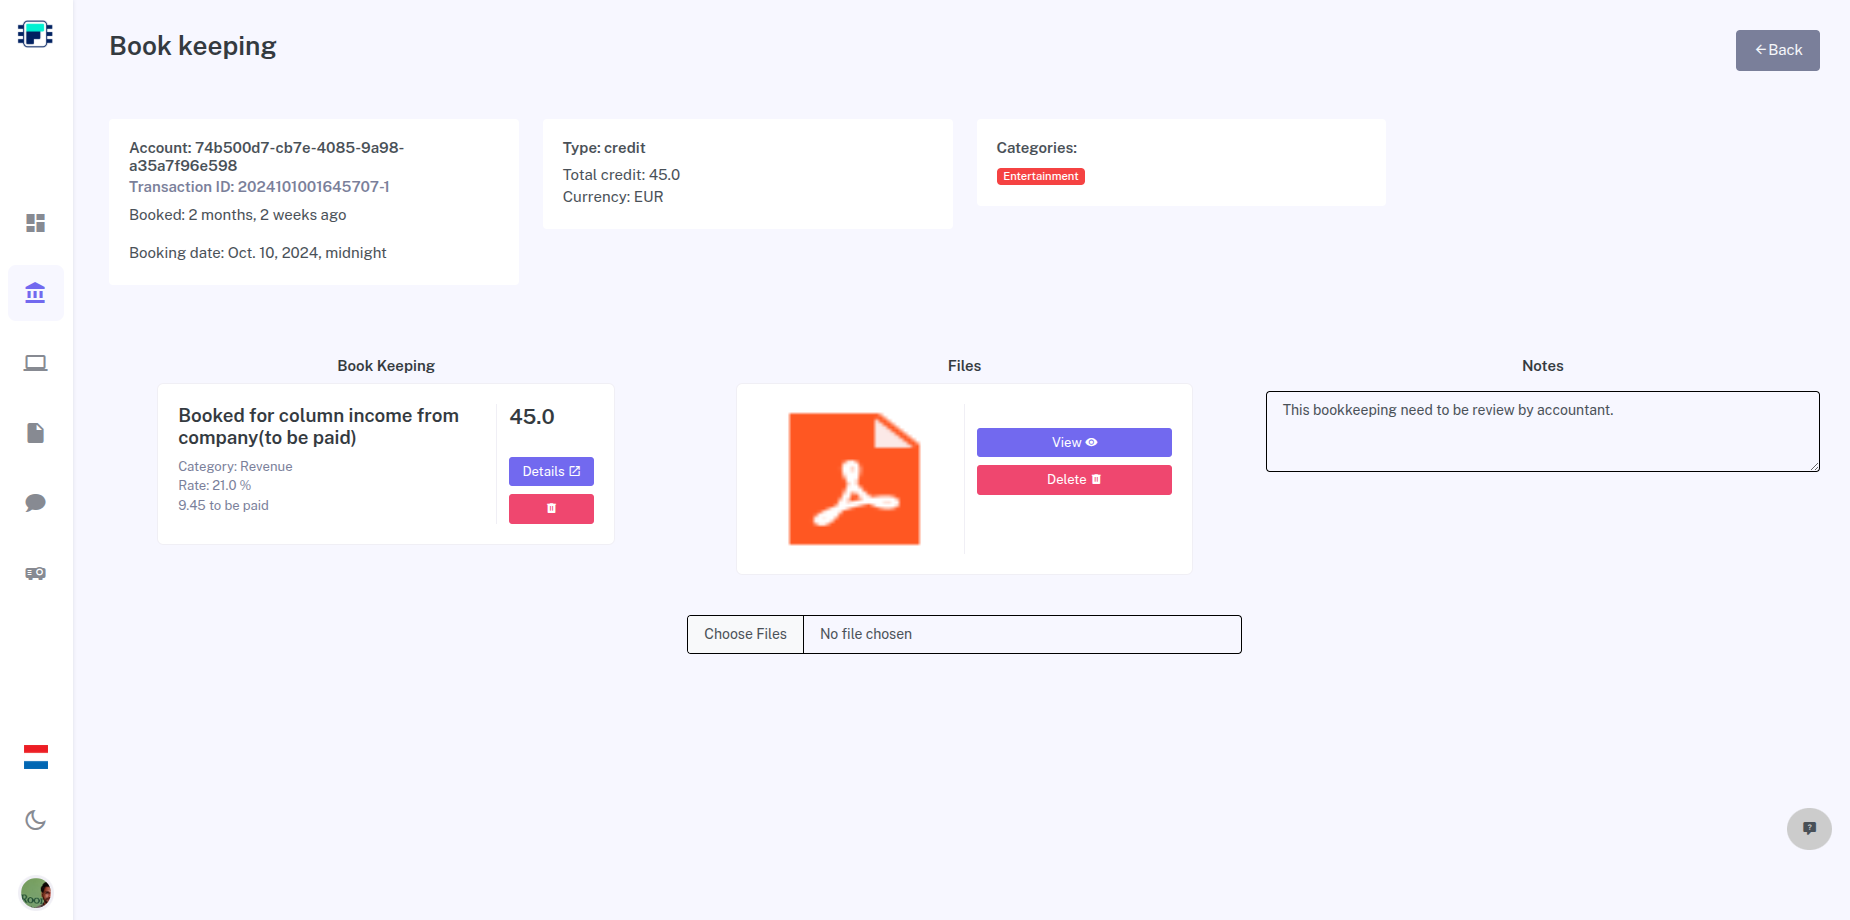 Book keeping
Back
Account: 74b500d7-cb7e-4085-9a98-
a35a7f96e598
Transaction ID: 2024101001645707-1
Booked: 2 months, 2 weeks ago
Booking date: Oct. 10, 2024, midnight
Type: credit
Total credit: 45.0
Currency: EUR
Categories:
Entertainment
Book Keeping
Booked for column income from
company(to be paid)
Category: Revenue
Rate: 21.0 %
9.45 to be paid
45.0
Details
Files
View
Delete
Choose Files
No file chosen
Notes
This bookkeeping need to be review by accountant.